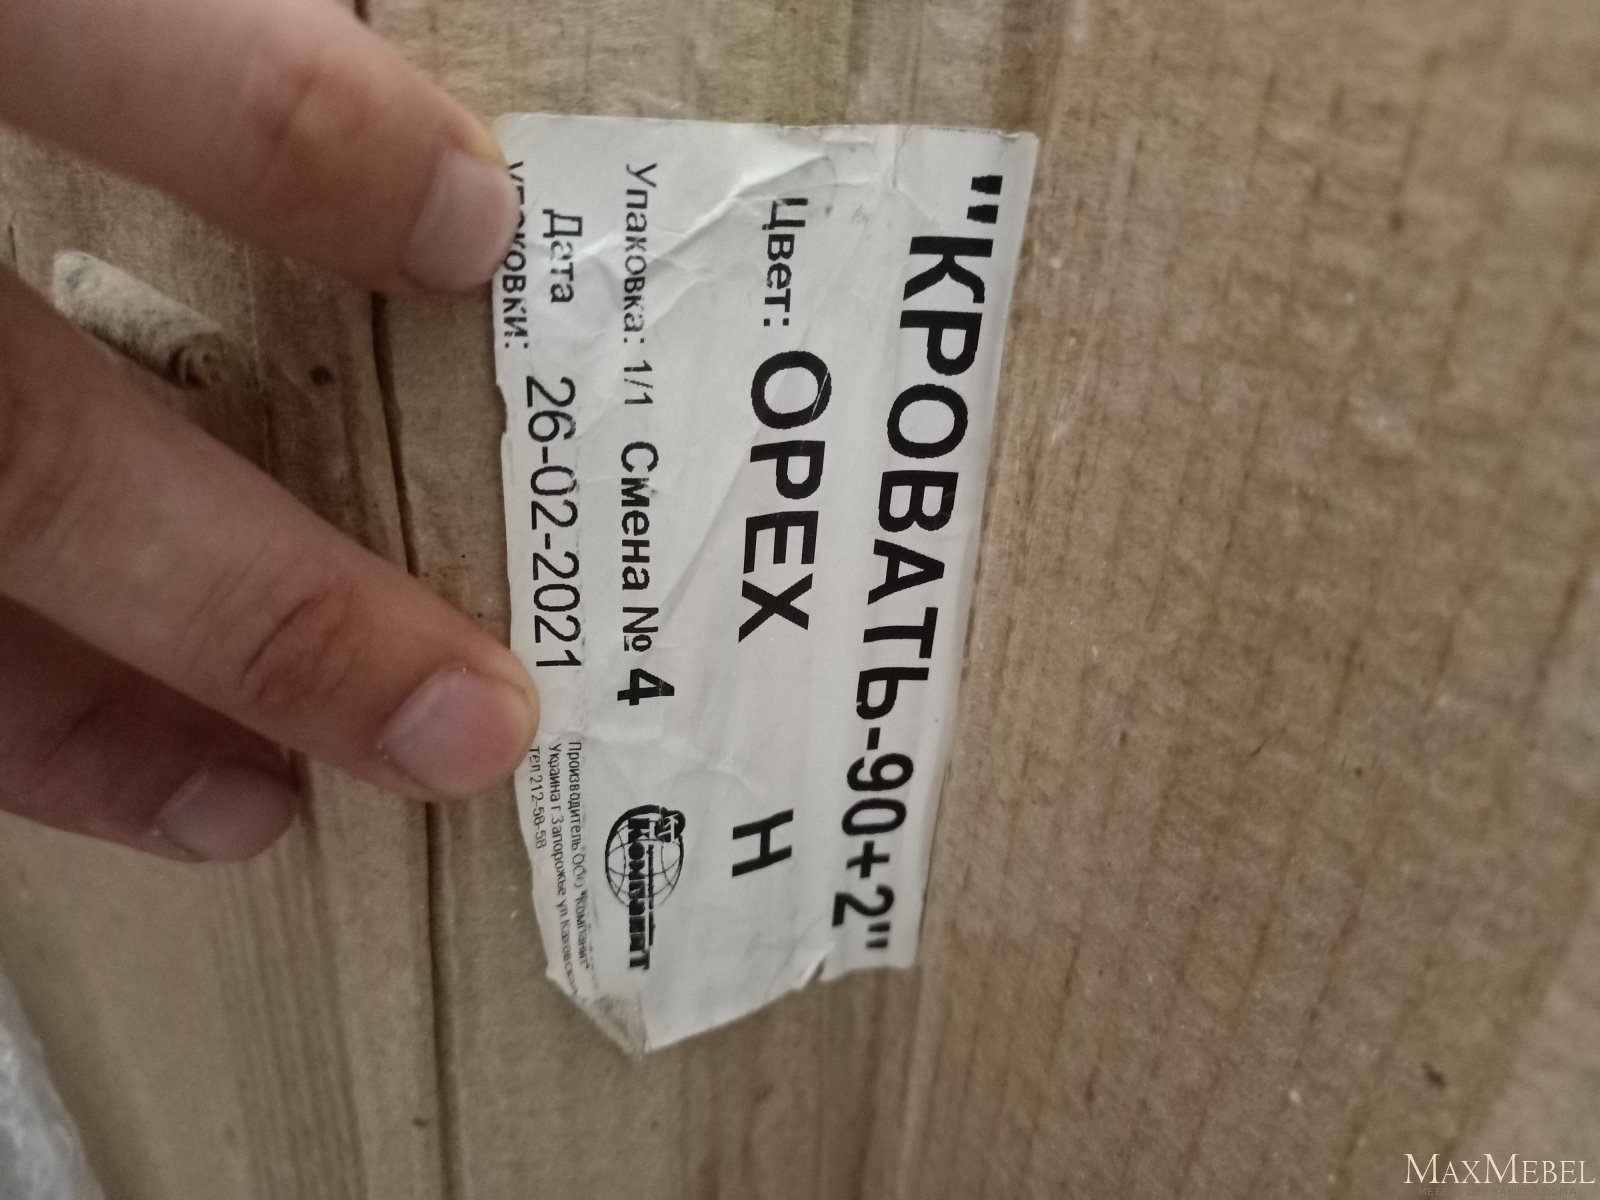 "КРОВАТЬ-90+2"
Цвет: ОРЕХ Н
Упаковка: 1/1 Смена № 4
Дата упаковки: 26-02-2021
КОМПАНИТ
Производитель ООО "Компанит"
Украина г. Запорожье ул.
тел 212-58-58
MAXMEBEL